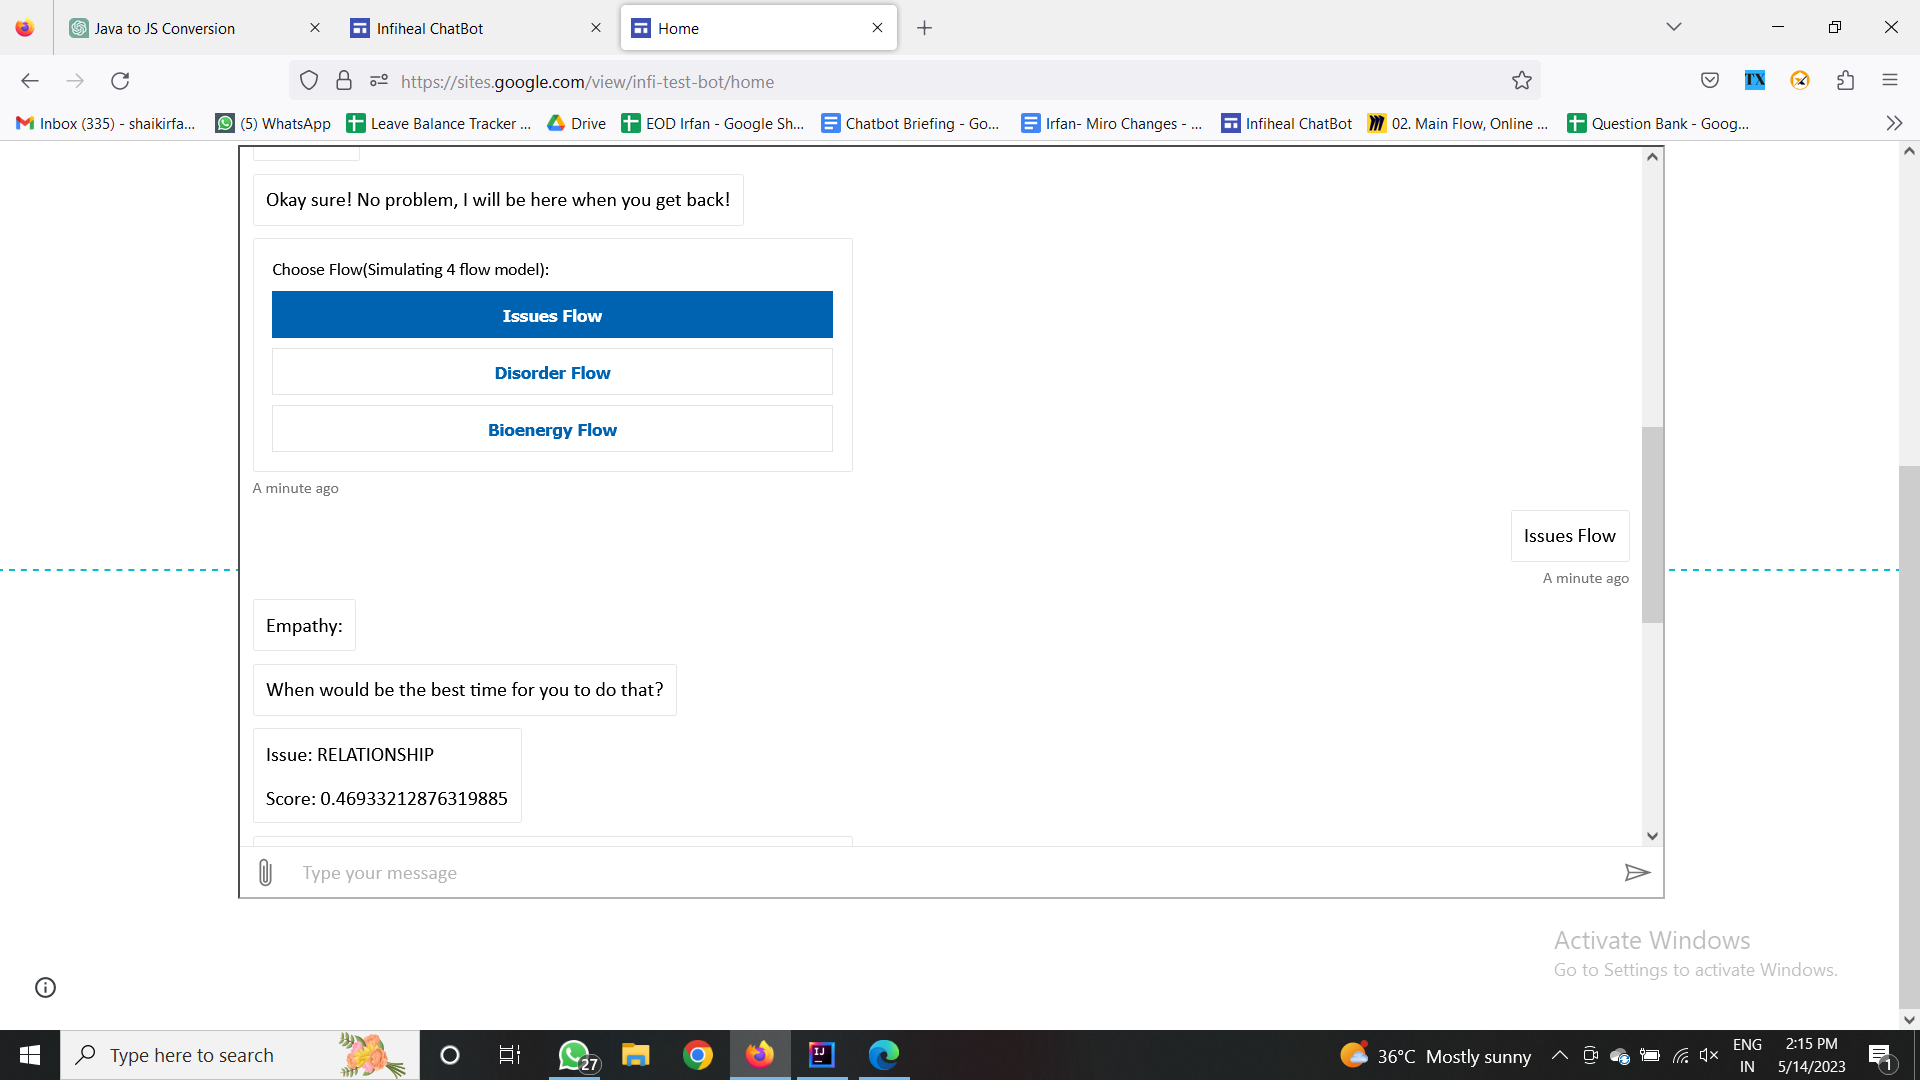 Java to JS Conversion
Infiheal ChatBot
Home
https://sites.google.com/view/infi-test-bot/home
TX
Inbox (335) - shaikirfa...
(5) WhatsApp
Leave Balance Tracker ...
Drive
EOD Irfan - Google Sh...
Chatbot Briefing - Go...
Irfan- Miro Changes - ...
Infiheal ChatBot
02. Main Flow, Online ...
Question Bank - Goog...
Okay sure! No problem, I will be here when you get back!
Choose Flow(Simulating 4 flow model):
Issues Flow
Disorder Flow
Bioenergy Flow
A minute ago
Issues Flow
A minute ago
Empathy:
When would be the best time for you to do that?
Issue: RELATIONSHIP
Score: 0.46933212876319885
Type your message
Activate Windows
Go to Settings to activate Windows.
Type here to search
27
IJ
36°C Mostly sunny
ENG
IN
2:15 PM
5/14/2023
1